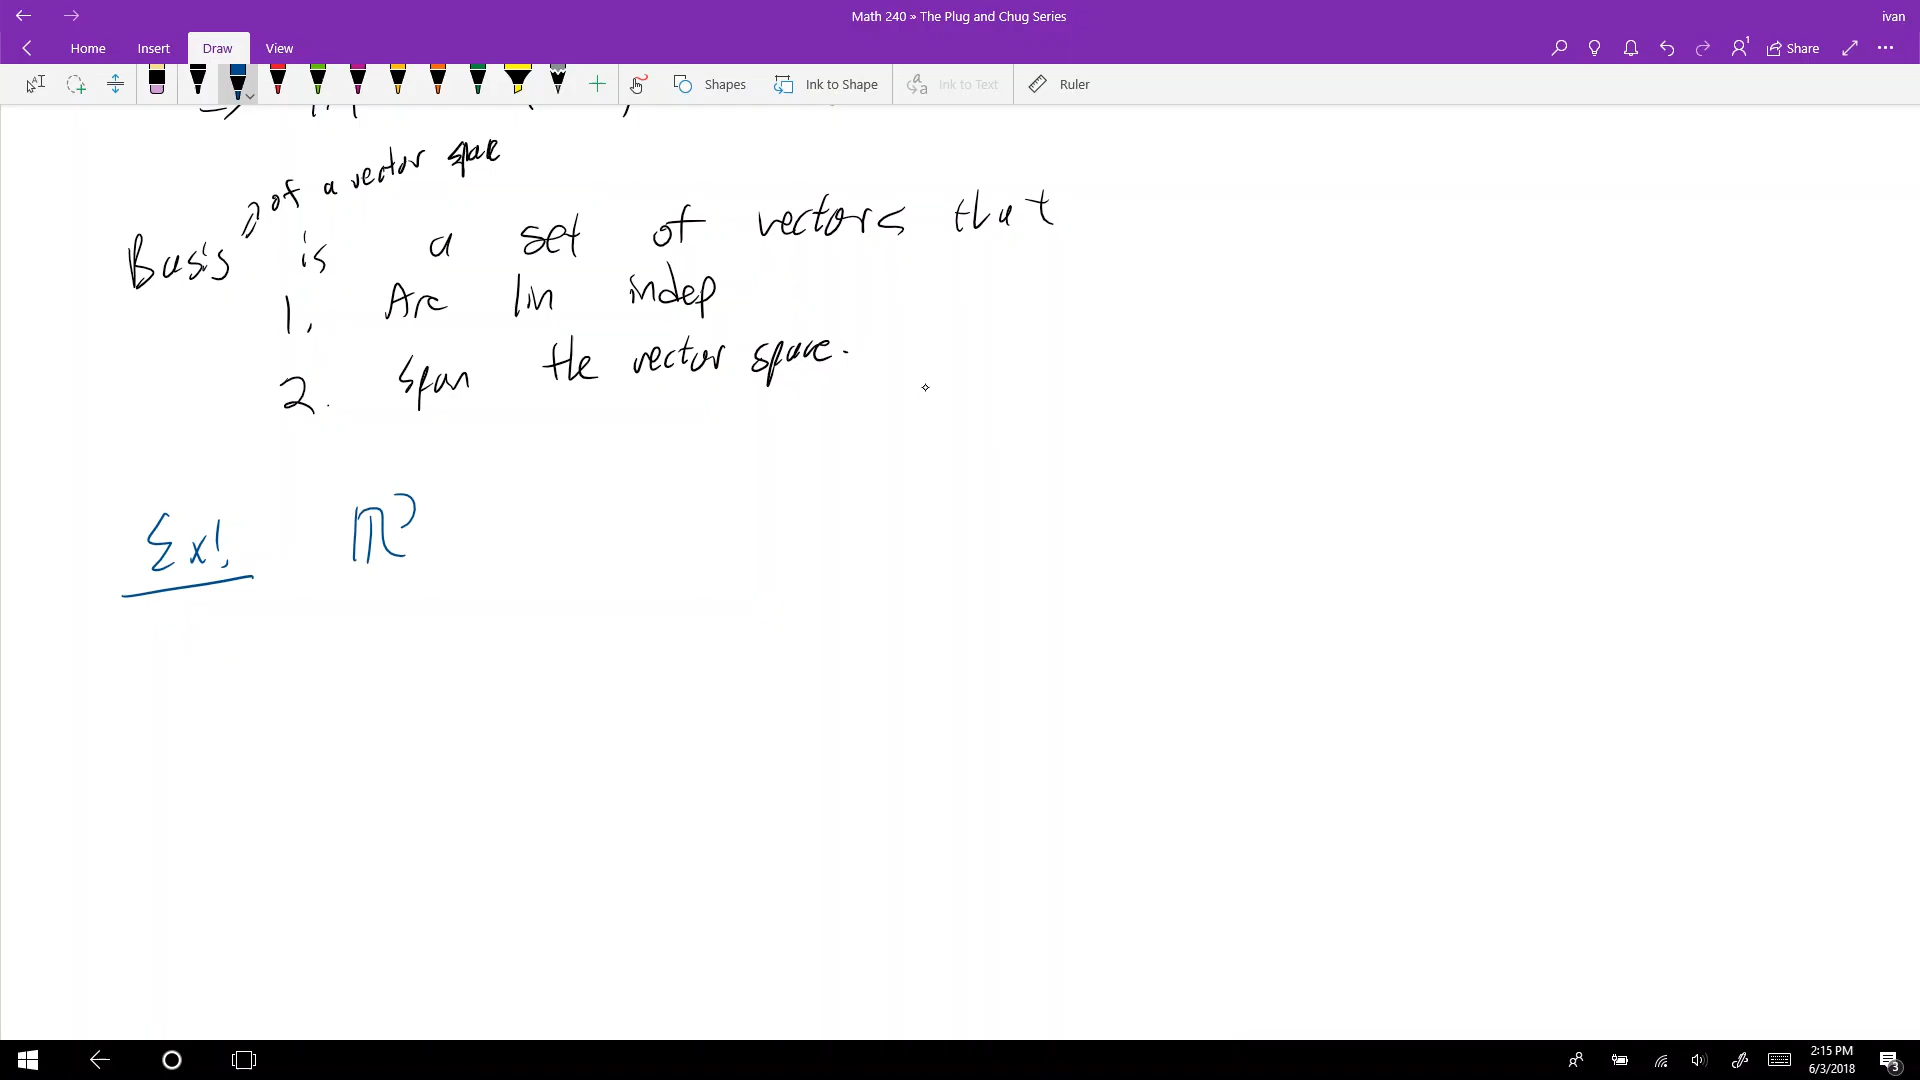 Math 240 » The Plug and Chug Series
ivan
Home Insert Draw View
Share
Shapes
Ink to Shape
Ink to Text
Ruler
of a vector space
Basis is a set of vectors that
1. Are lin indep
2. span the vector space.
Ex!
2:15 PM
6/3/2018
3